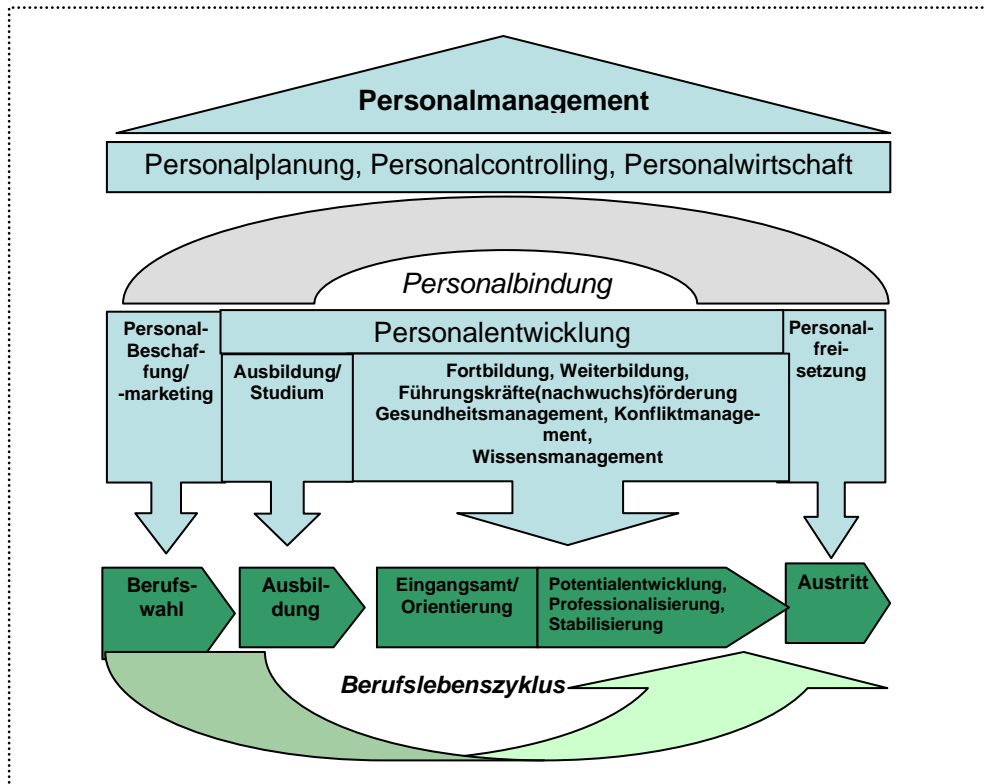 Personalmanagement
Personalplanung, Personalcontrolling, Personalwirtschaft
Personalbindung
Personal-
Beschaf-
fung/
-marketing
Personalentwicklung
Ausbildung/
Studium
Fortbildung, Weiterbildung,
Führungskräfte(nachwuchs)förderung
Gesundheitsmanagement, Konfliktmanage-
ment,
Wissensmanagement
Personal-
frei-
setzung
Berufs-
wahl
Ausbil-
dung
Eingangsamt/
Orientierung
Potentialentwicklung,
Professionalisierung,
Stabilisierung
Austritt
Berufslebenszyklus